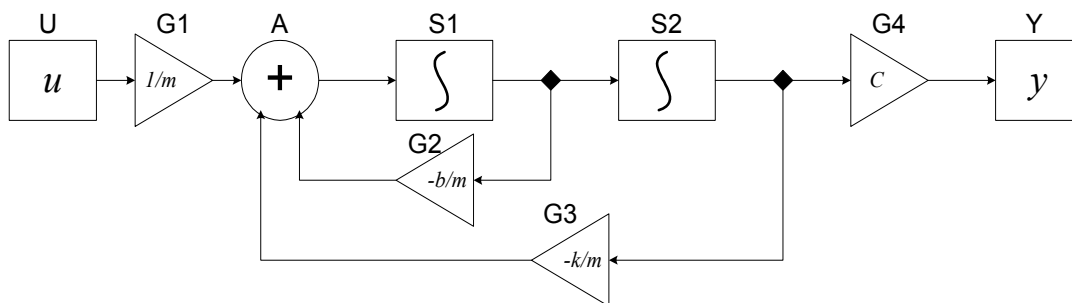 U
G1
A
S1
S2
G4
Y
u
1/m
+
∫
∫
C
y
G2
-b/m
G3
-k/m